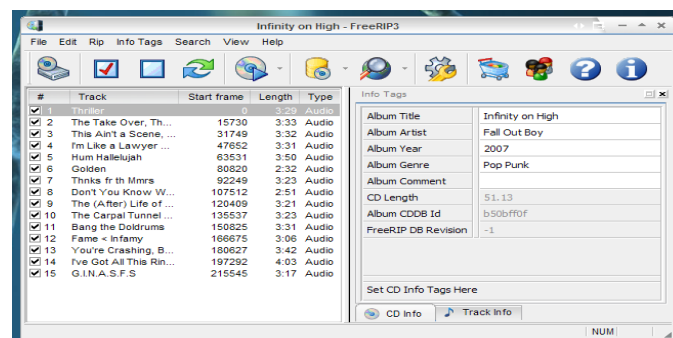 Infinity on High - FreeRIP3
File Edit Rip Info Tags Search View Help
# Track Start frame Length Type
1 Thriller 0 3:29 Audio
2 The Take Over, Th... 15730 3:33 Audio
3 This Ain't a Scene, ... 31749 3:32 Audio
4 I'm Like a Lawyer ... 47652 3:31 Audio
5 Hum Hallelujah 63531 3:50 Audio
6 Golden 80820 2:32 Audio
7 Thnks fr th Mmrs 92249 3:23 Audio
8 Don't You Know W... 107512 2:51 Audio
9 The (After) Life of ... 120409 3:21 Audio
10 The Carpal Tunnel ... 135537 3:23 Audio
11 Bang the Doldrums 150825 3:31 Audio
12 Fame < Infamy 166675 3:06 Audio
13 You're Crashing, B... 180627 3:42 Audio
14 I've Got All This Rin... 197292 4:03 Audio
15 G.I.N.A.S.F.S 215545 3:17 Audio
Info Tags
Album Title Infinity on High
Album Artist Fall Out Boy
Album Year 2007
Album Genre Pop Punk
Album Comment
CD Length 51.13
Album CDDB Id b50bff0f
FreeRIP DB Revision -1
Set CD Info Tags Here
CD Info Track Info
NUM